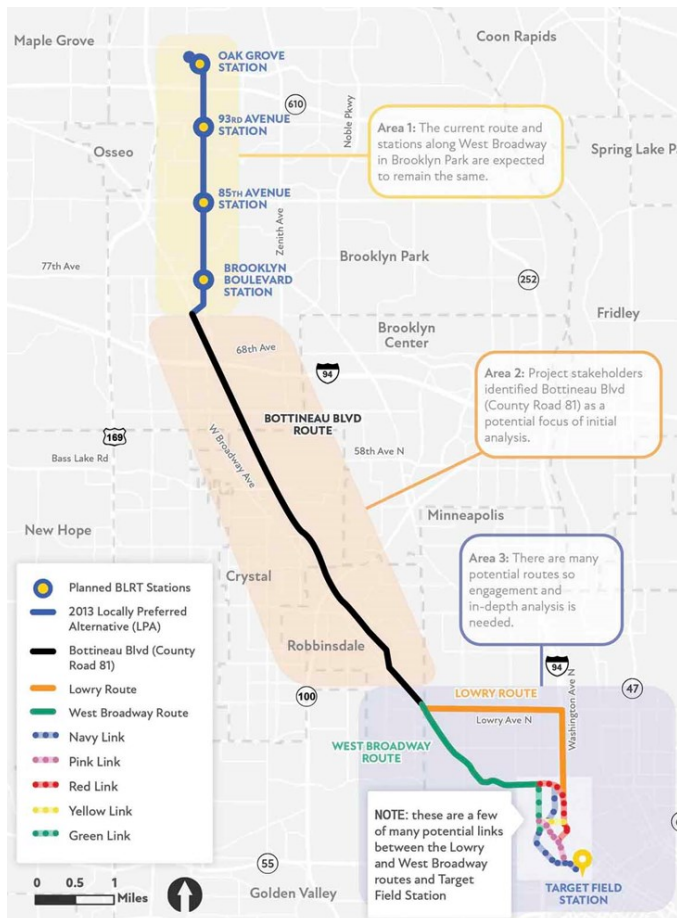 Maple Grove
Coon Rapids
OAK GROVE
STATION
610
Noble Pkwy
93RD AVENUE
STATION
Area 1: The current route and
stations along West Broadway
in Brooklyn Park are expected
to remain the same.
Osseo
Spring Lake P
85TH AVENUE
STATION
Zenith Ave
77th Ave
Brooklyn Park
BROOKLYN
BOULEVARD
STATION
252
Fridley
Brooklyn
Center
68th Ave
94
Area 2: Project stakeholders
identified Bottineau Blvd
(County Road 81) as a
potential focus of initial
analysis.
BOTTINEAU BLVD
ROUTE
169
W Broadway Ave
58th Ave N
Bass Lake Rd
Minneapolis
New Hope
Area 3: There are many
potential routes so
engagement and
in-depth analysis is
needed.
Crystal
Planned BLRT Stations
2013 Locally Preferred
Alternative (LPA)
Bottineau Blvd (County
Road 81)
Lowry Route
West Broadway Route
Navy Link
Pink Link
Red Link
Yellow Link
Green Link
Robbinsdale
94
100
47
LOWRY ROUTE
Washington Ave N
Lowry Ave N
WEST BROADWAY
ROUTE
NOTE: these are a few
of many potential links
between the Lowry
and West Broadway
routes and Target
Field Station
55
0 0.5 1
Miles
Golden Valley
TARGET FIELD
STATION